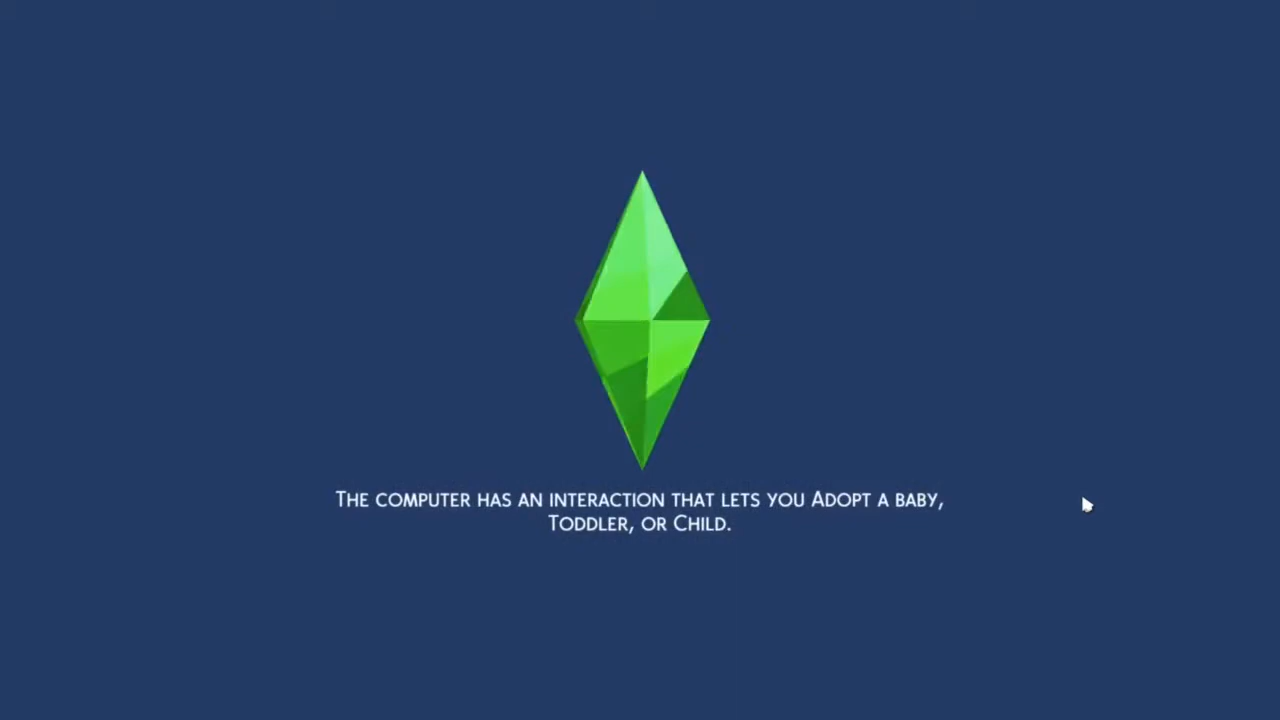 The computer has an interaction that lets you Adopt a baby,
Toddler, or Child.